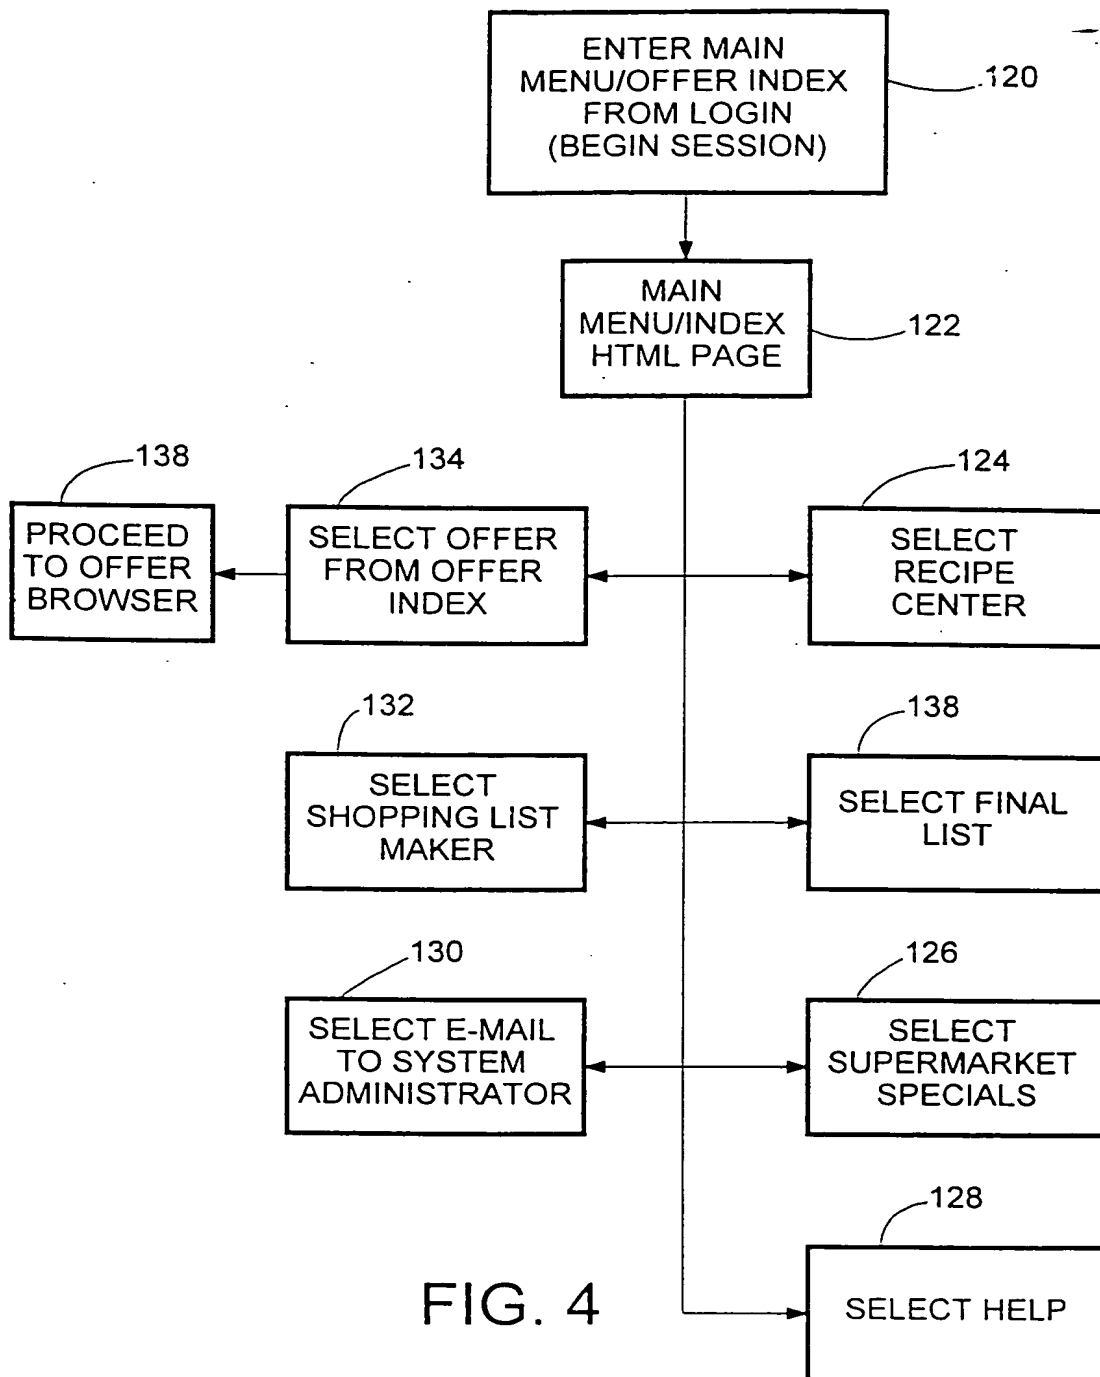 ENTER MAIN
MENU/OFFER INDEX
FROM LOGIN
(BEGIN SESSION)
120
MAIN
MENU/INDEX
HTML PAGE
122
138
PROCEED
TO OFFER
BROWSER
134
SELECT OFFER
FROM OFFER
INDEX
124
SELECT
RECIPE
CENTER
132
SELECT
SHOPPING LIST
MAKER
138
SELECT FINAL
LIST
130
SELECT E-MAIL
TO SYSTEM
ADMINISTRATOR
126
SELECT
SUPERMARKET
SPECIALS
128
SELECT HELP
FIG. 4